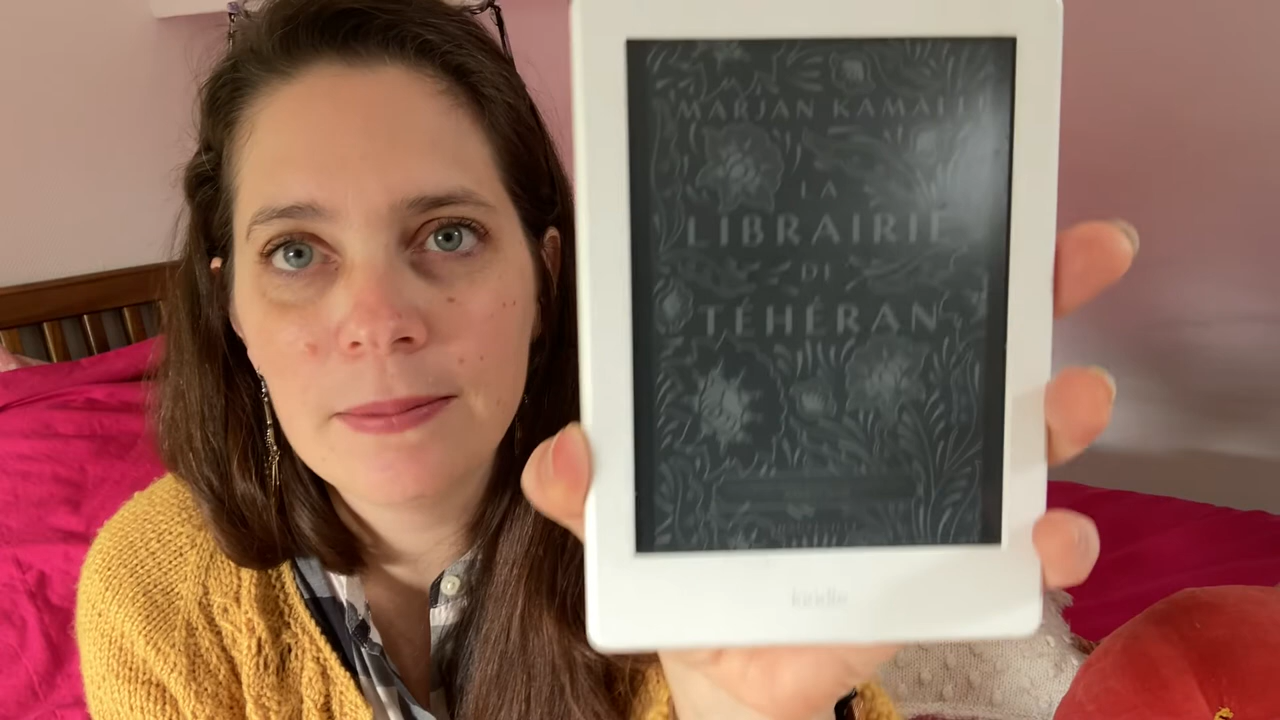 MARJAN KAMALI
LA
LIBRAIRIE
DE
TÉHÉRAN
kindle